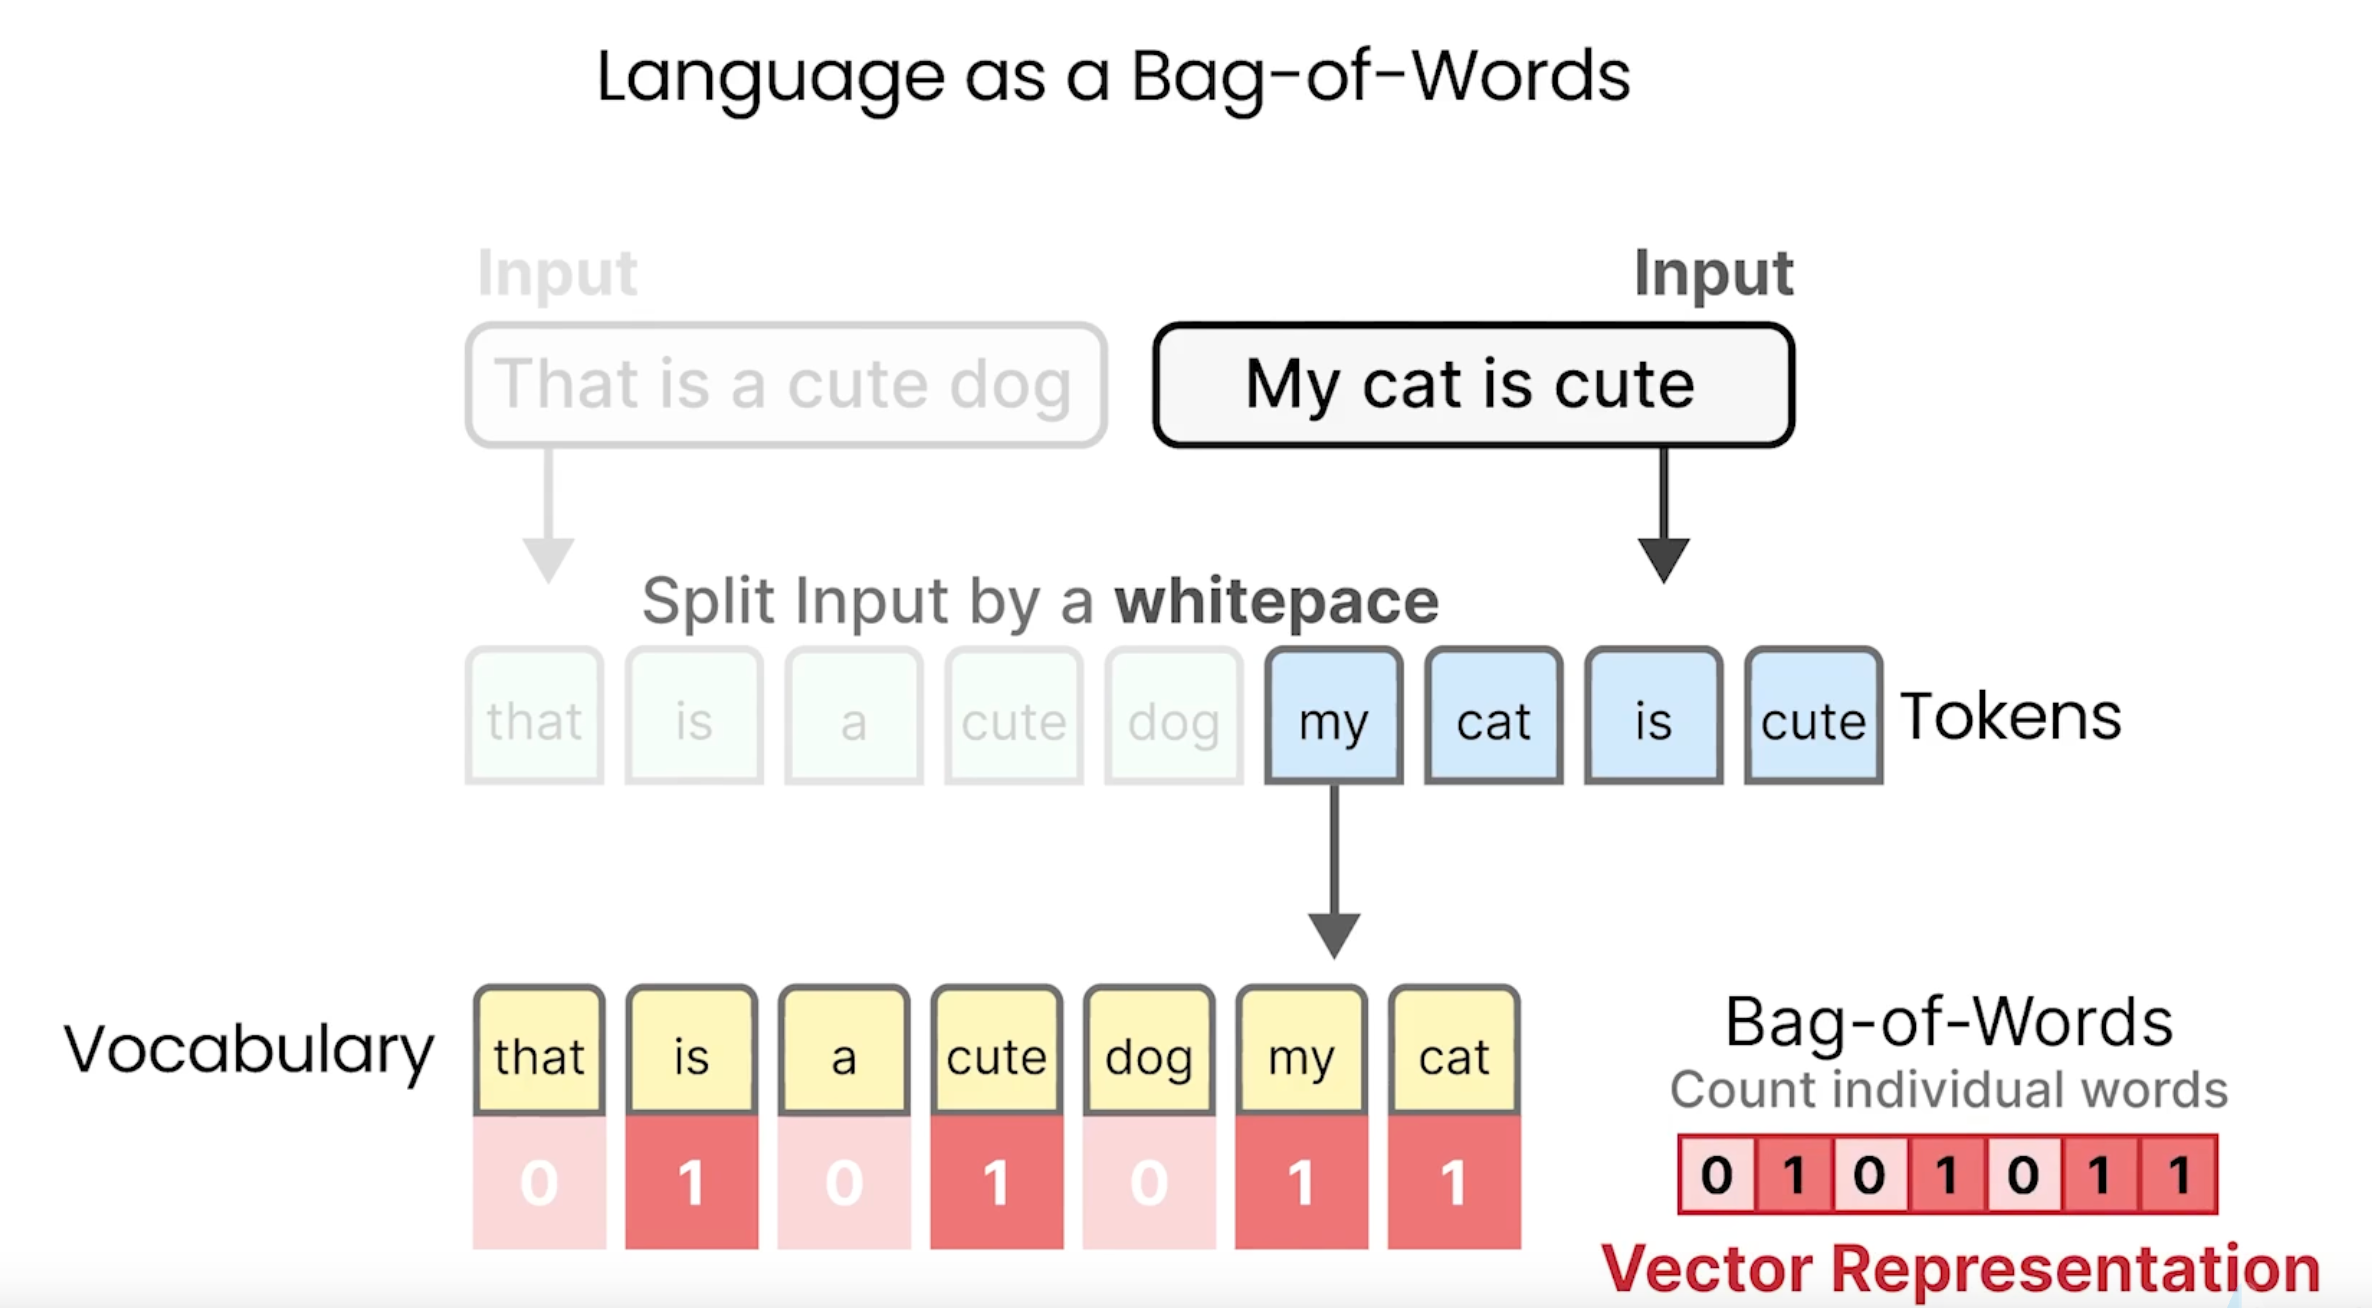 Language as a Bag-of-Words
Input Input
That is a cute dog My cat is cute
Split Input by a whitepace
that is a cute dog my cat is cute Tokens
Vocabulary that is a cute dog my cat
0 1 0 1 0 1 1
Bag-of-Words
Count individual words
0 1 0 1 0 1 1
Vector Representation